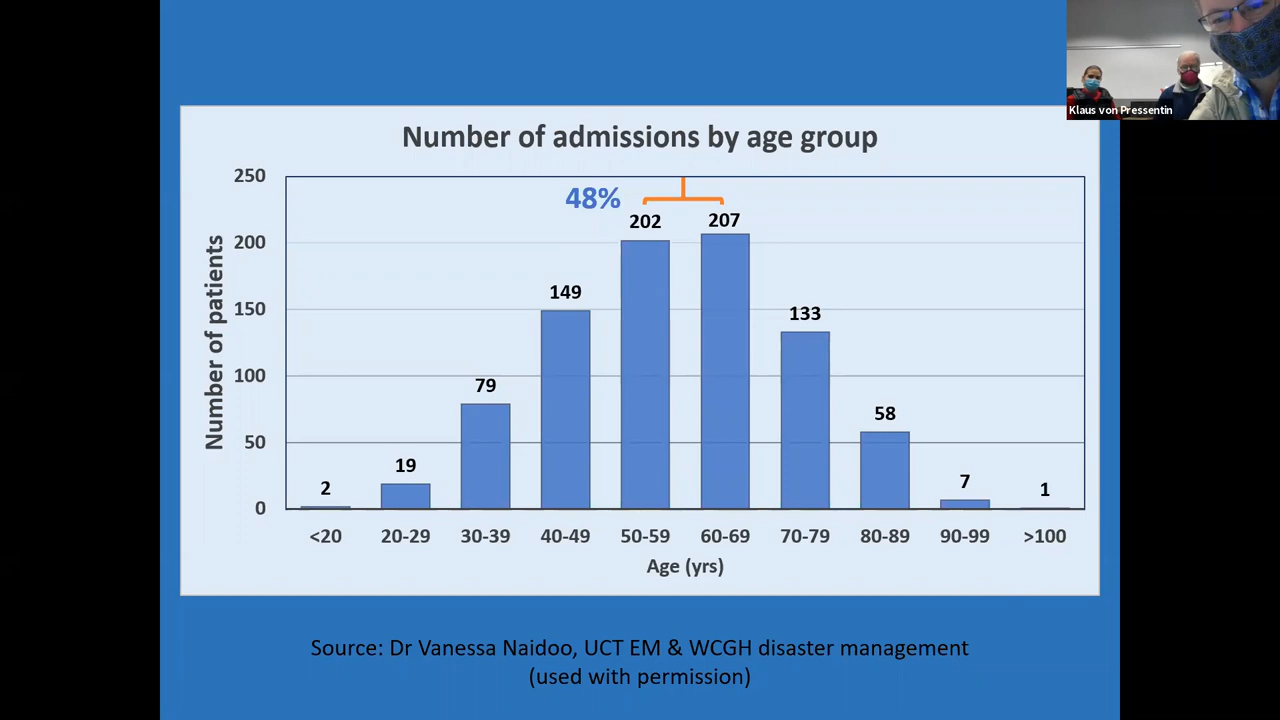 Klaus von Pressentin
Number of admissions by age group
Number of patients
250
200
150
100
50
0
48%
2
19
79
149
202
207
133
58
7
1
<20 20-29 30-39 40-49 50-59 60-69 70-79 80-89 90-99 >100
Age (yrs)
Source: Dr Vanessa Naidoo, UCT EM & WCGH disaster management
(used with permission)